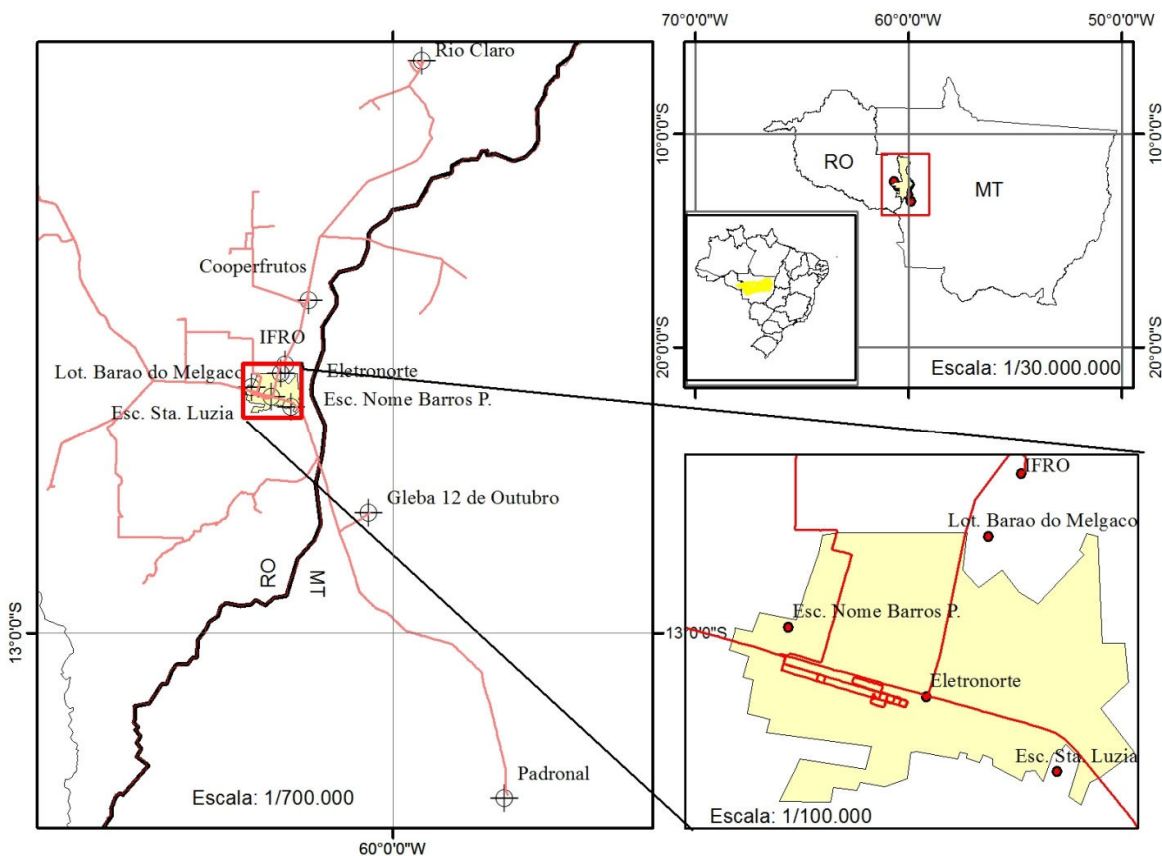 Rio Claro
Cooperfrutos
IFRO
Lot. Barao do Melgaco
Eletronorte
Esc. Nome Barros P.
Esc. Sta. Luzia
Gleba 12 de Outubro
RO
MT
Padronal
Escala: 1/700.000
13°0'0"S
60°0'0"W
70°0'0"W
60°0'0"W
50°0'0"W
10°0'0"S
10°0'0"S
RO
MT
20°0'0"S
20°0'0"S
Escala: 1/30.000.000
IFRO
Lot. Barao do Melgaco
Esc. Nome Barros P.
13°0'0"S
Eletronorte
Esc. Sta. Luzia
Escala: 1/100.000